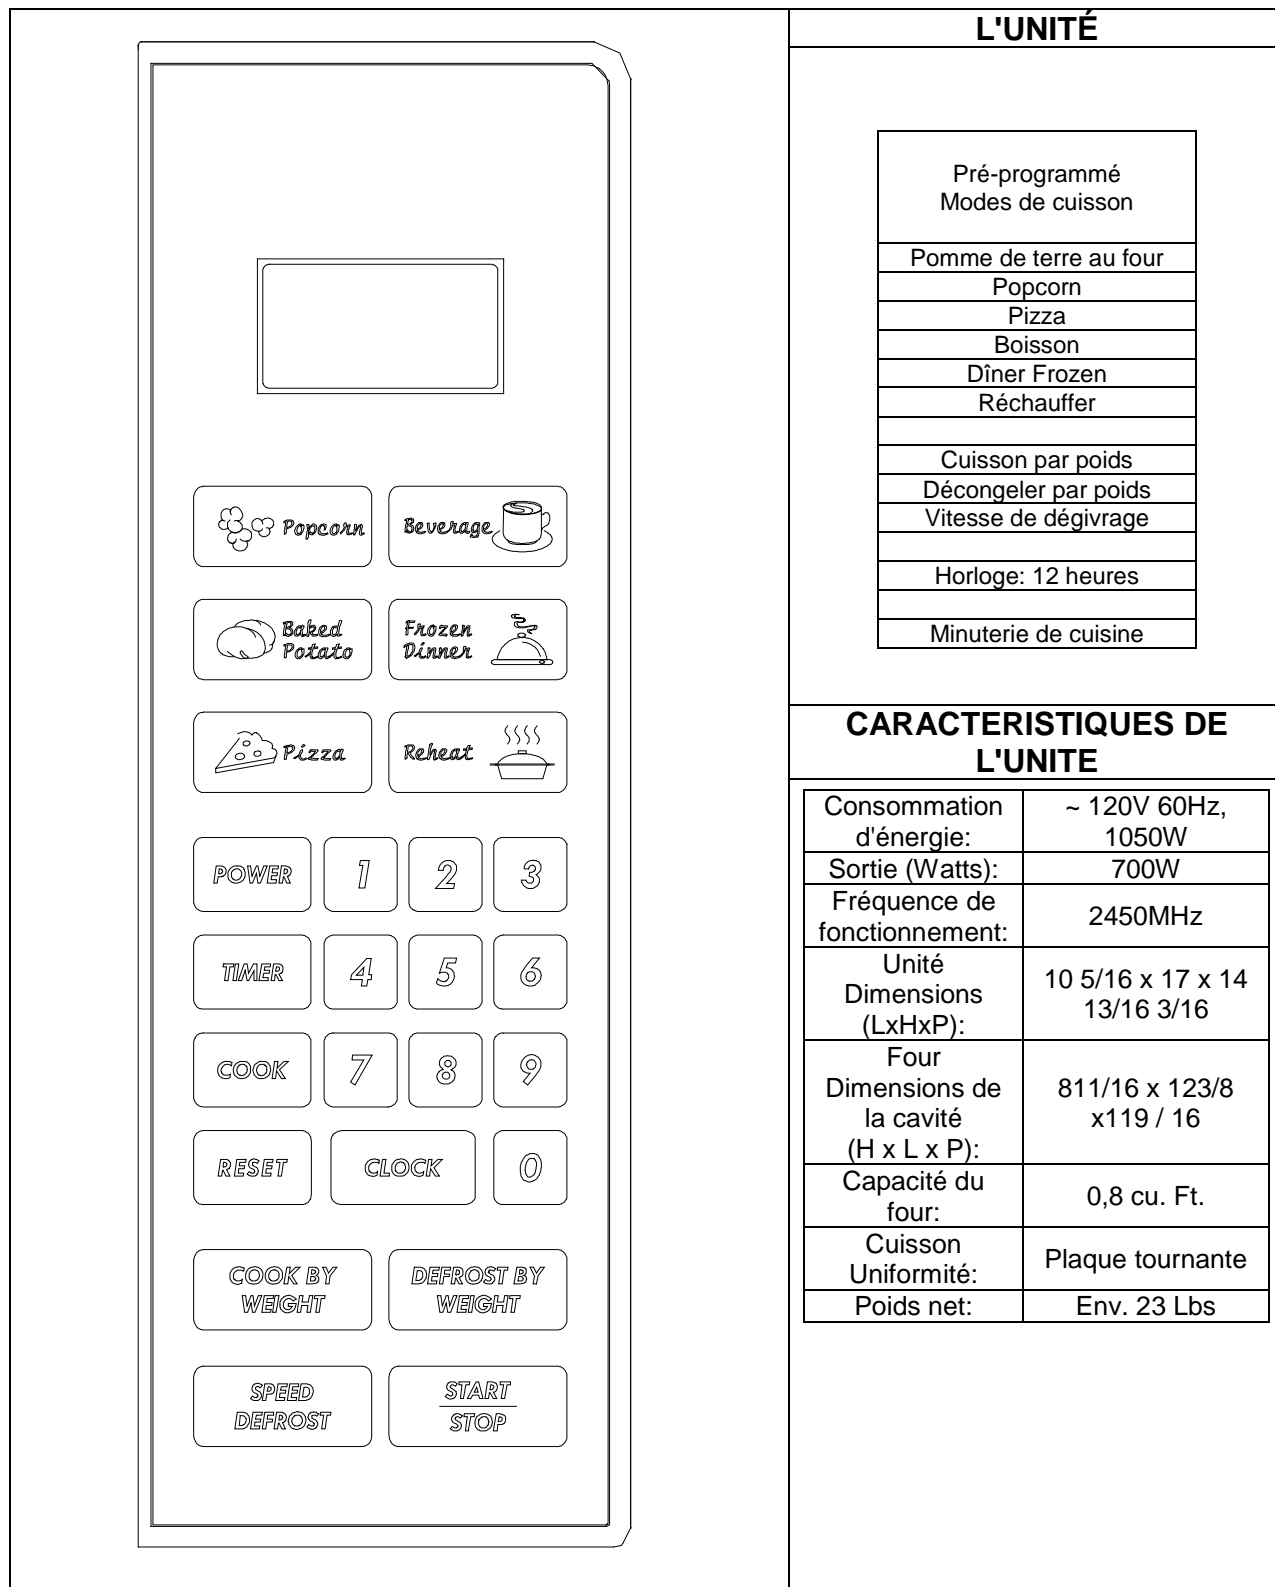 Popcorn
Beverage
Baked
Potato
Frozen
Dinner
Pizza
Reheat
POWER 1 2 3
TIMER 4 5 6
COOK 7 8 9
RESET CLOCK 0
COOK BY
WEIGHT
DEFROST BY
WEIGHT
SPEED
DEFROST
START
STOP
L'UNITÉ
Pré-programmé
Modes de cuisson
Pomme de terre au four
Popcorn
Pizza
Boisson
Dîner Frozen
Réchauffer
Cuisson par poids
Décongeler par poids
Vitesse de dégivrage
Horloge: 12 heures
Minuterie de cuisine
CARACTERISTIQUES DE
L'UNITE
Consommation
d'énergie:
~ 120V 60Hz,
1050W
Sortie (Watts):
700W
Fréquence de
fonctionnement:
2450MHz
Unité
Dimensions
(LxHxP):
10 5/16 x 17 x 14
13/16 3/16
Four
Dimensions de
la cavité
(H x L x P):
811/16 x 123/8
x119 / 16
Capacité du
four:
0,8 cu. Ft.
Cuisson
Uniformité:
Plaque tournante
Poids net:
Env. 23 Lbs